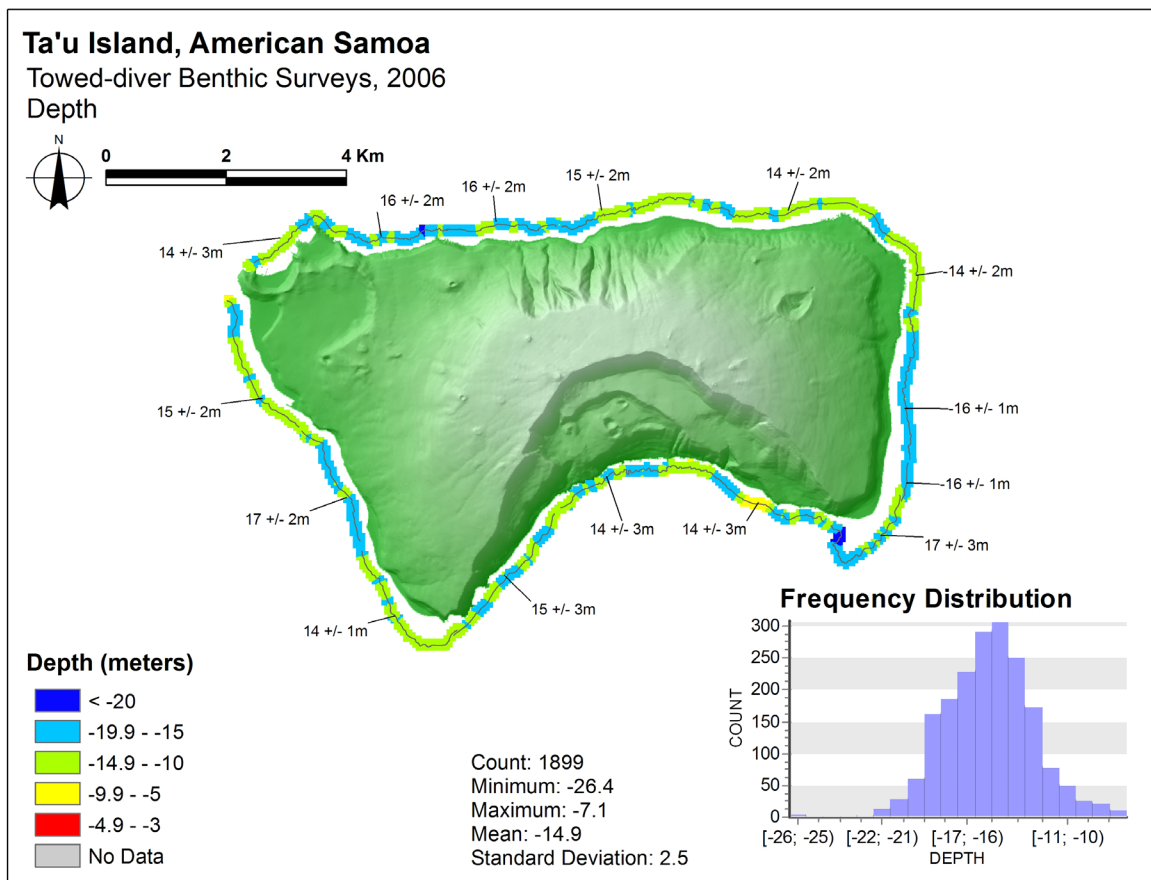 Ta'u Island, American Samoa
Towed-diver Benthic Surveys, 2006
Depth
N
0 2 4 Km
16 +/- 2m
16 +/- 2m
15 +/- 2m
14 +/- 2m
14 +/- 3m
-14 +/- 2m
15 +/- 2m
-16 +/- 1m
-16 +/- 1m
17 +/- 2m
14 +/- 3m
14 +/- 3m
17 +/- 3m
15 +/- 3m
14 +/- 1m
Depth (meters)
< -20
-19.9 - -15
-14.9 - -10
-9.9 - -5
-4.9 - -3
No Data
Count: 1899
Minimum: -26.4
Maximum: -7.1
Mean: -14.9
Standard Deviation: 2.5
Frequency Distribution
300
250
200
150
100
50
0
COUNT
[-26; -25) [-22; -21) [-17; -16) [-11; -10)
DEPTH